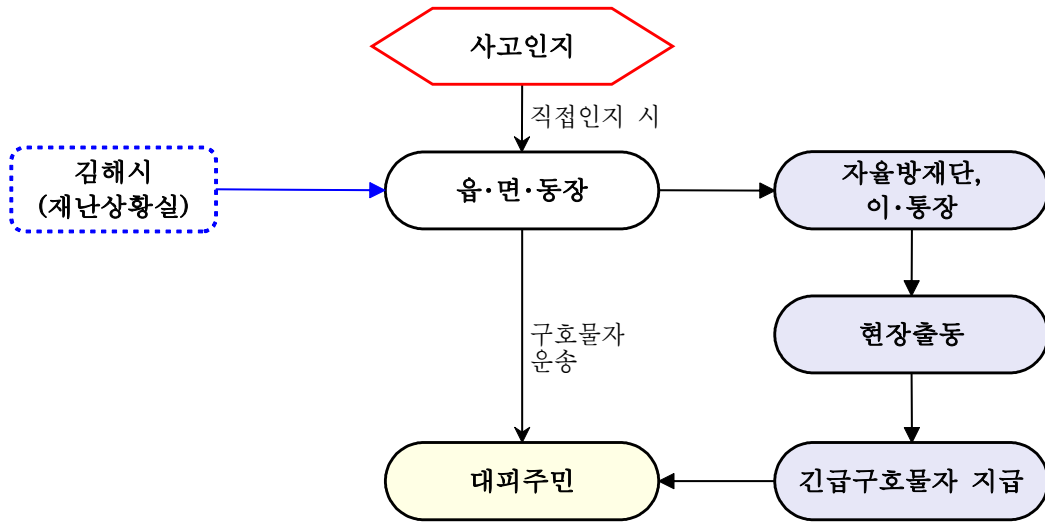 사고인지
직접인지 시
김해시
(재난상황실)
읍·면·동장
자율방재단,
이·통장
현장출동
구호물자
운송
대피주민
긴급구호물자 지급